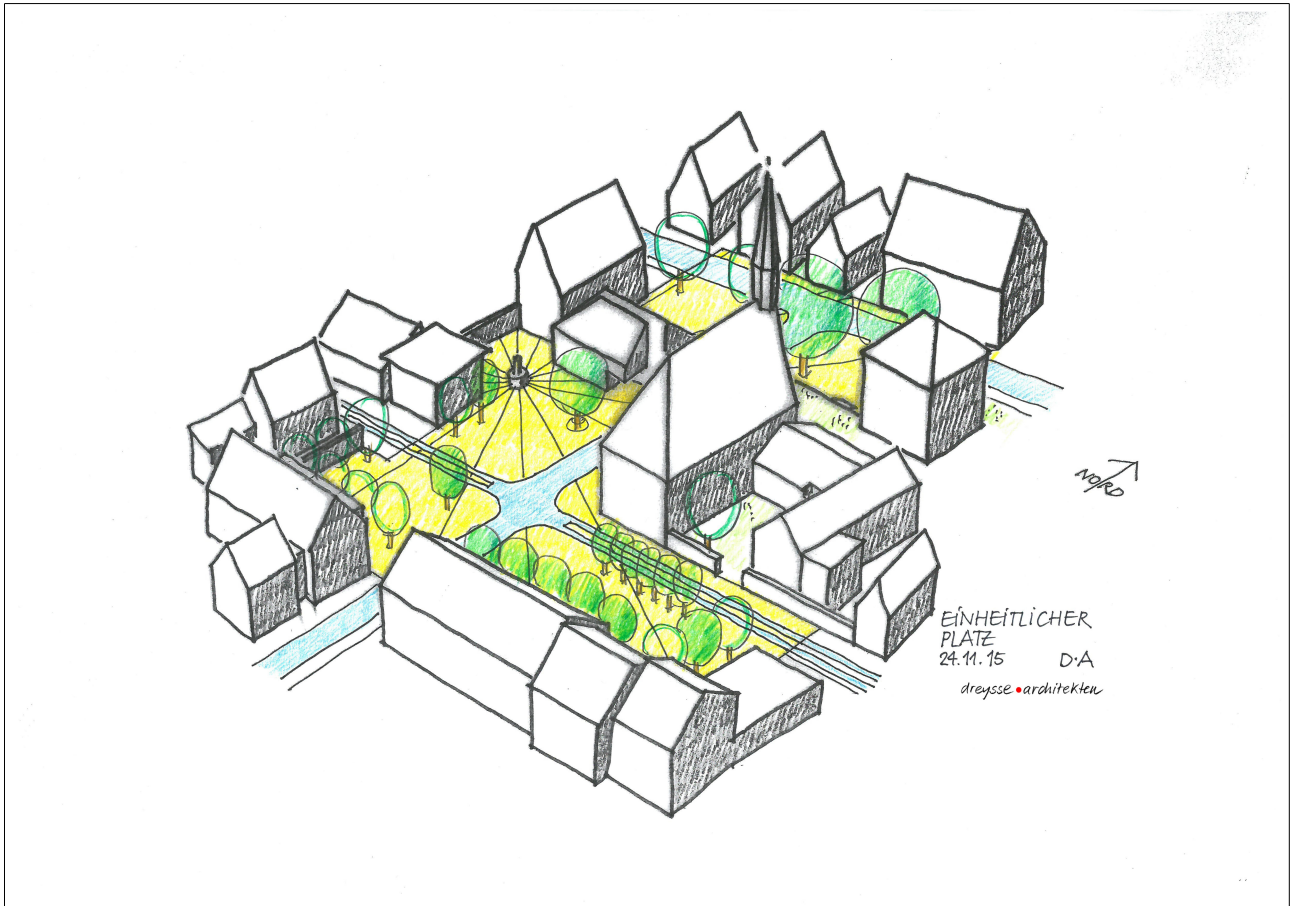 NORD
EINHEITLICHER
PLATZ
24.11.15 D·A
dreysse•architekten